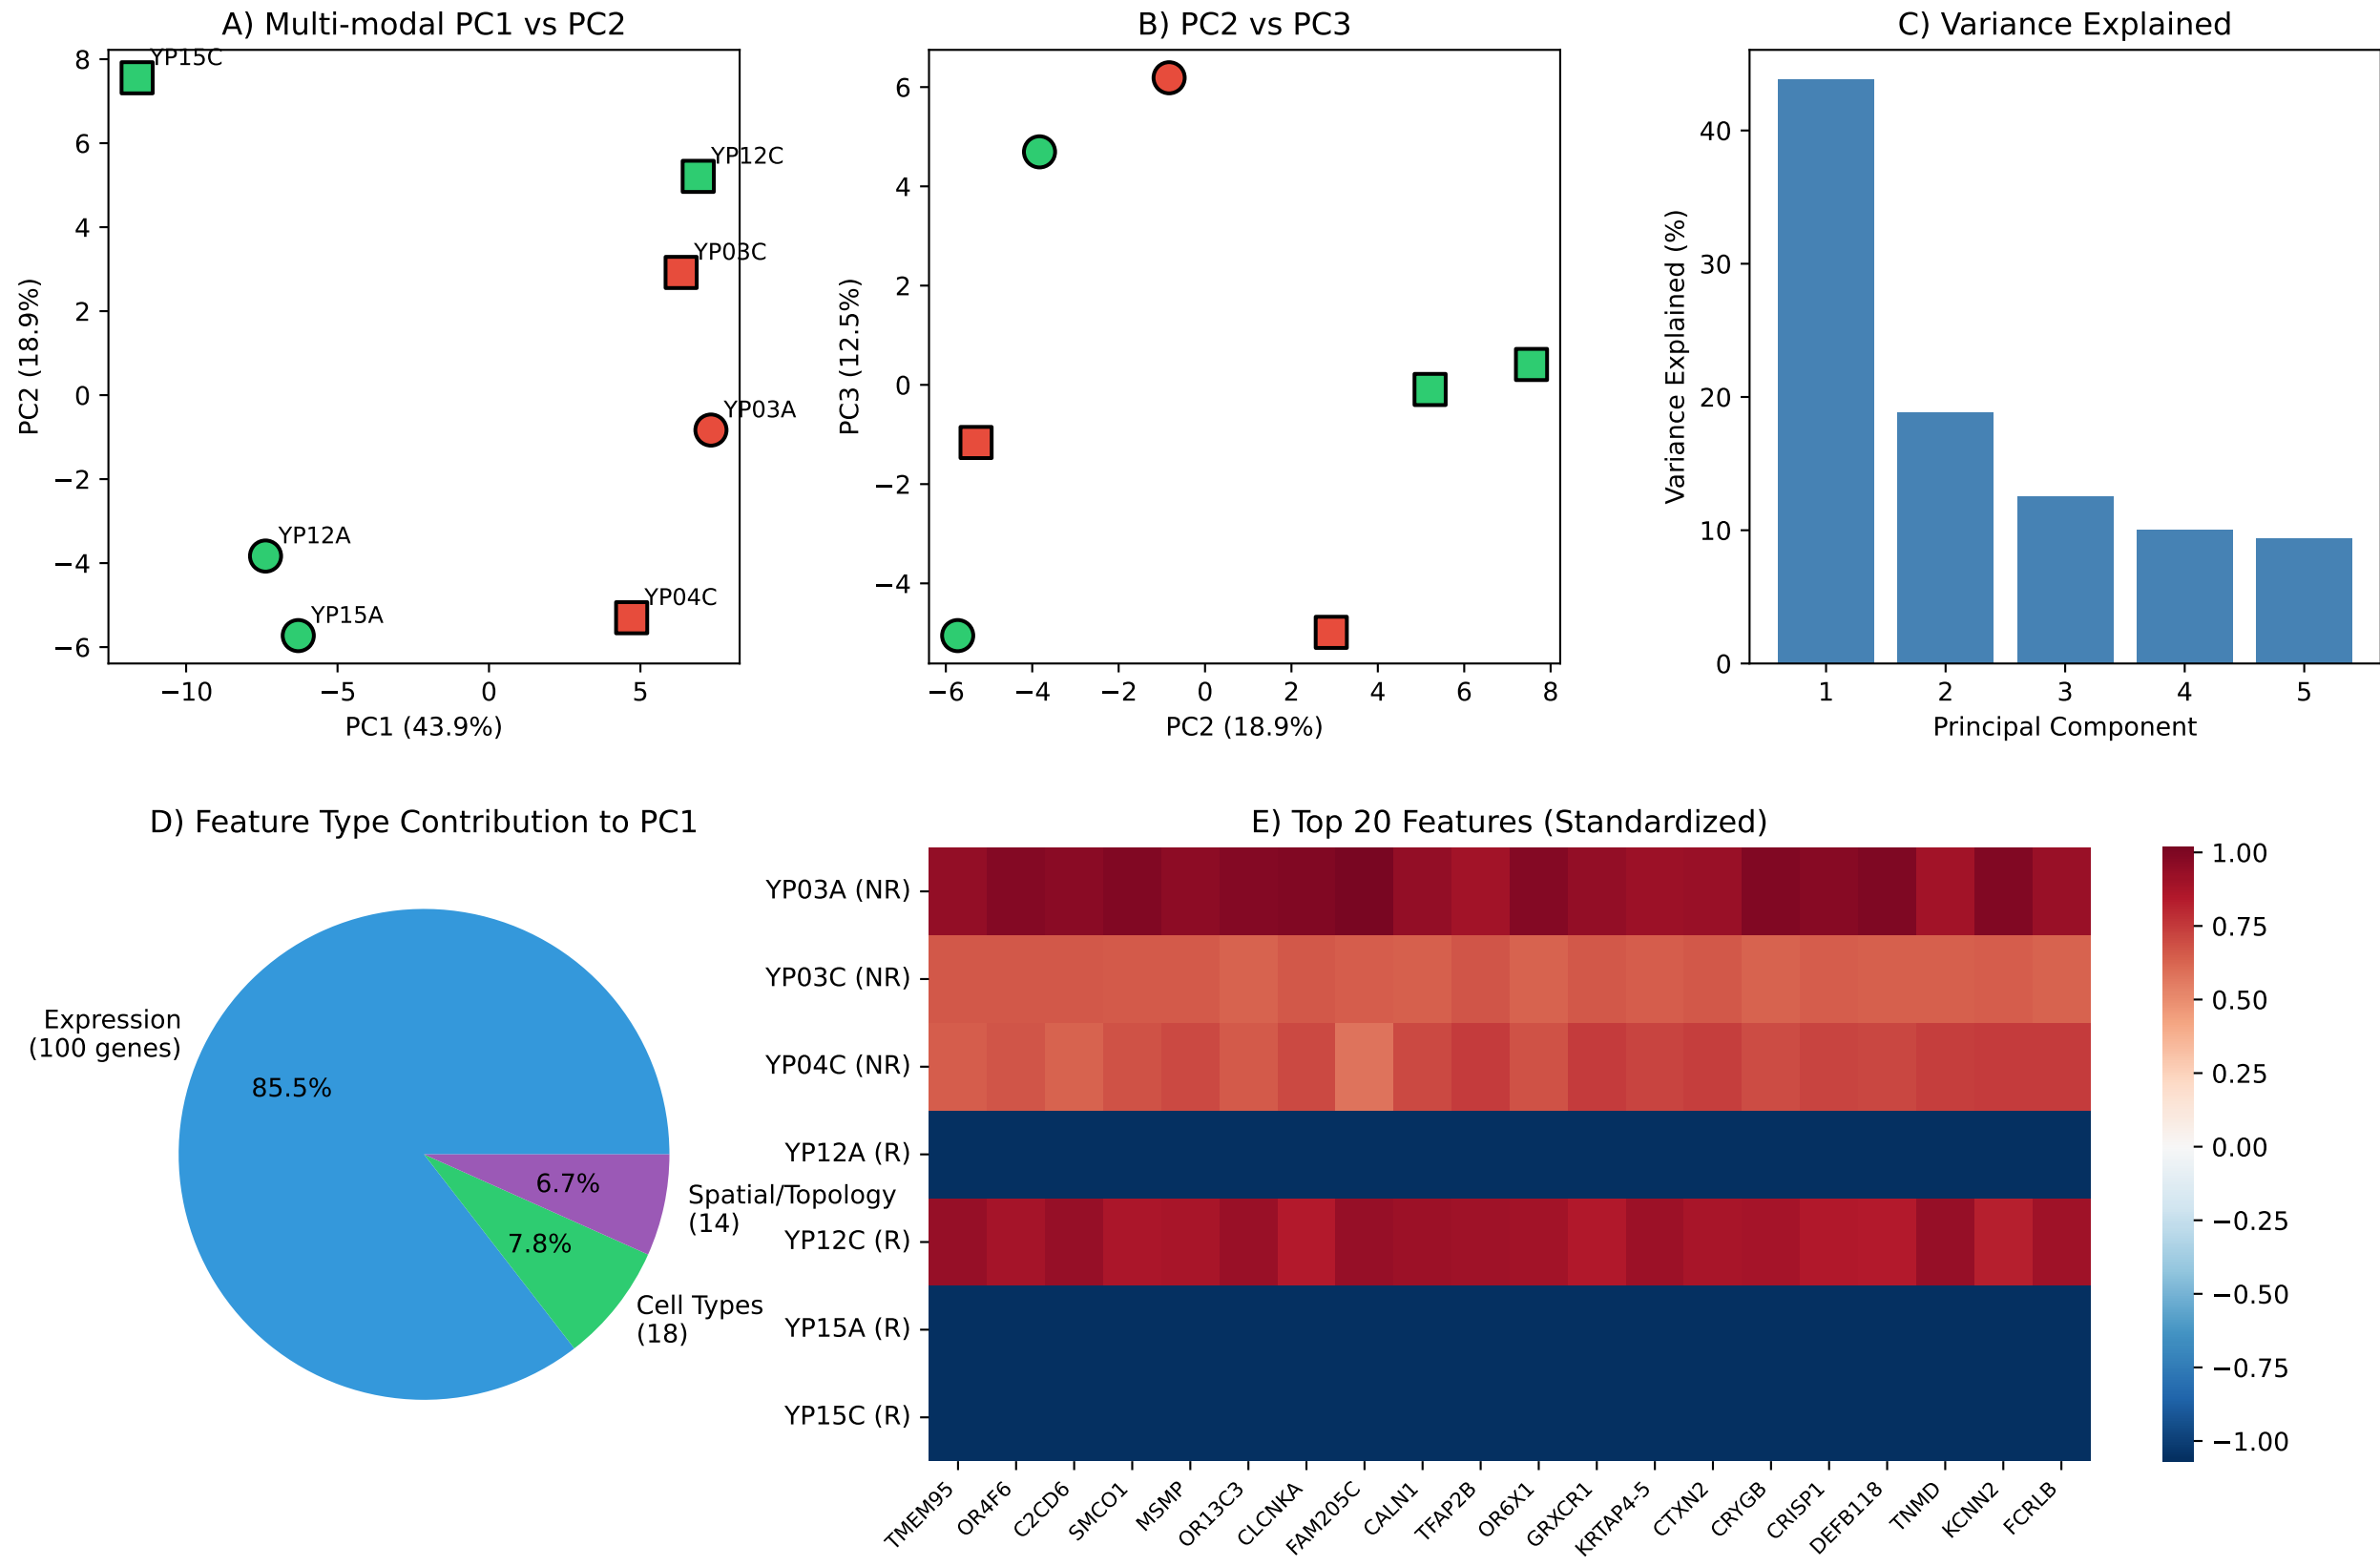 A) Multi-modal PC1 vs PC2
8
6
4
2
0
−2
−4
−6
PC2 (18.9%)
YP15C
YP12C
YP03C
YP03A
YP12A
YP15A
YP04C
−10
−5
0
5
PC1 (43.9%)
B) PC2 vs PC3
6
4
2
0
−2
−4
PC3 (12.5%)
−6
−4
−2
0
2
4
6
8
PC2 (18.9%)
C) Variance Explained
40
30
20
10
0
Variance Explained (%)
1
2
3
4
5
Principal Component
D) Feature Type Contribution to PC1
Expression
(100 genes)
85.5%
6.7%
Spatial/Topology
(14)
7.8%
Cell Types
(18)
E) Top 20 Features (Standardized)
YP03A (NR)
YP03C (NR)
YP04C (NR)
YP12A (R)
YP12C (R)
YP15A (R)
YP15C (R)
TMEM95
OR4F6
C2CD6
SMCO1
MSMP
OR13C3
CLCNKA
FAM205C
CALN1
TFAP2B
OR6X1
GRXCR1
KRTAP4-5
CTXN2
CRYGB
CRISP1
DEFB118
TNMD
KCNN2
FCRLB
1.00
0.75
0.50
0.25
0.00
−0.25
−0.50
−0.75
−1.00